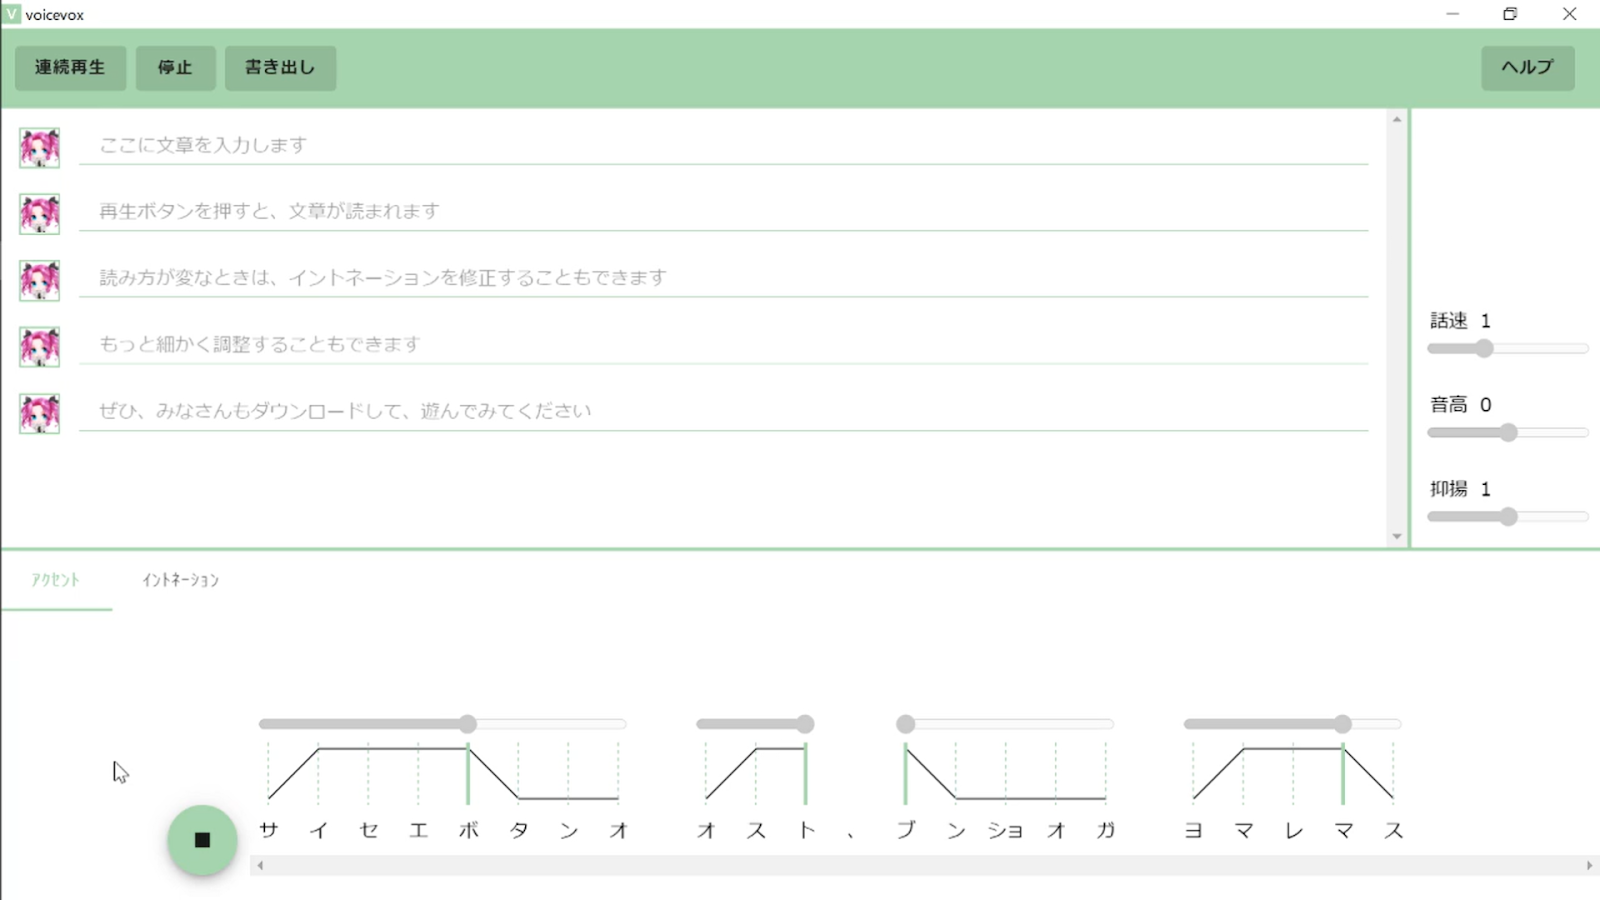 V voicevox
連続再生 停止 書き出し ヘルプ
ここに文章を入力します
再生ボタンを押すと、文章が読まれます
読み方が変なときは、イントネーションを修正することもできます
もっと細かく調整することもできます
ぜひ、みなさんもダウンロードして、遊んでみてください
話速 1
音高 0
抑揚 1
アクセント イントネーション
サ イ セ エ ボ タ ン オ オ ス ト 、 ブ ン ショ オ ガ ヨ マ レ マ ス